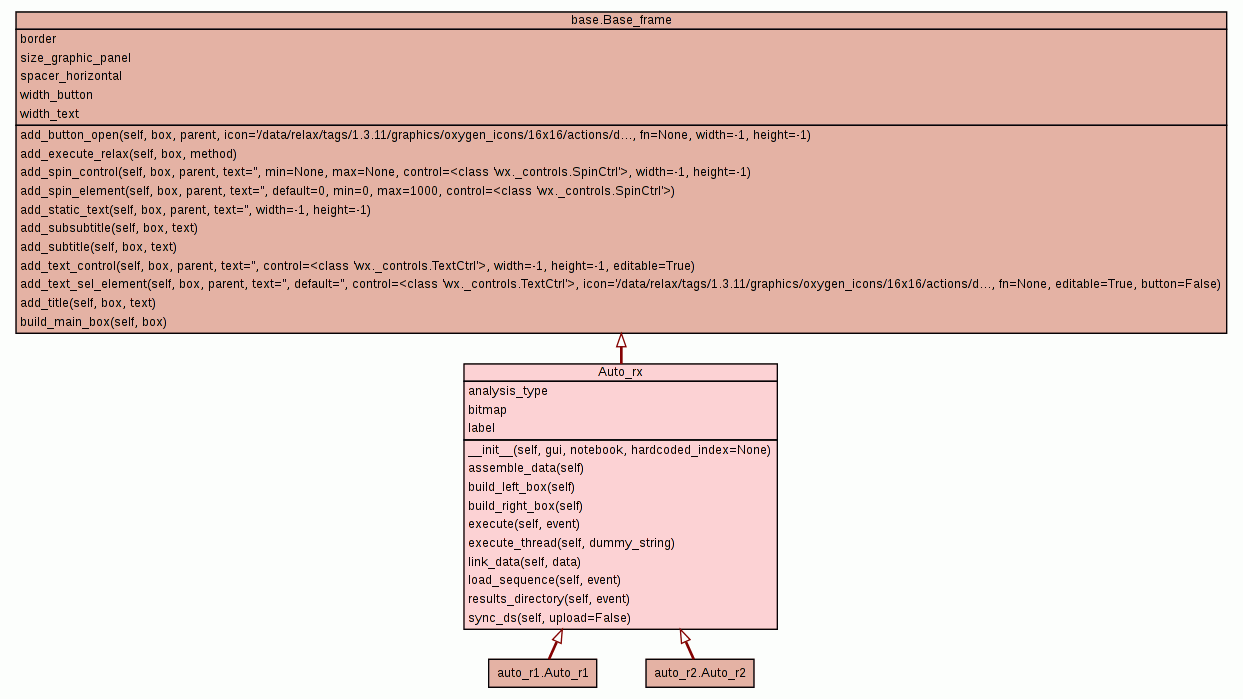 base.Base_frame
border
size_graphic_panel
spacer_horizontal
width_button
width_text
add_button_open(self, box, parent, icon='/data/relax/tags/1.3.11/graphics/oxygen_icons/16x16/actions/d..., fn=None, width=-1, height=-1)
add_execute_relax(self, box, method)
add_spin_control(self, box, parent, text='', min=None, max=None, control=<class 'wx._controls.SpinCtrl'>, width=-1, height=-1)
add_spin_element(self, box, parent, text='', default=0, min=0, max=1000, control=<class 'wx._controls.SpinCtrl'>)
add_static_text(self, box, parent, text='', width=-1, height=-1)
add_subsubtitle(self, box, text)
add_subtitle(self, box, text)
add_text_control(self, box, parent, text='', control=<class 'wx._controls.TextCtrl'>, width=-1, height=-1, editable=True)
add_text_sel_element(self, box, parent, text='', default='', control=<class 'wx._controls.TextCtrl'>, icon='/data/relax/tags/1.3.11/graphics/oxygen_icons/16x16/actions/d..., fn=None, editable=True, button=False)
add_title(self, box, text)
build_main_box(self, box)
Auto_rx
analysis_type
bitmap
label
__init__(self, gui, notebook, hardcoded_index=None)
assemble_data(self)
build_left_box(self)
build_right_box(self)
execute(self, event)
execute_thread(self, dummy_string)
link_data(self, data)
load_sequence(self, event)
results_directory(self, event)
sync_ds(self, upload=False)
auto_r1.Auto_r1
auto_r2.Auto_r2